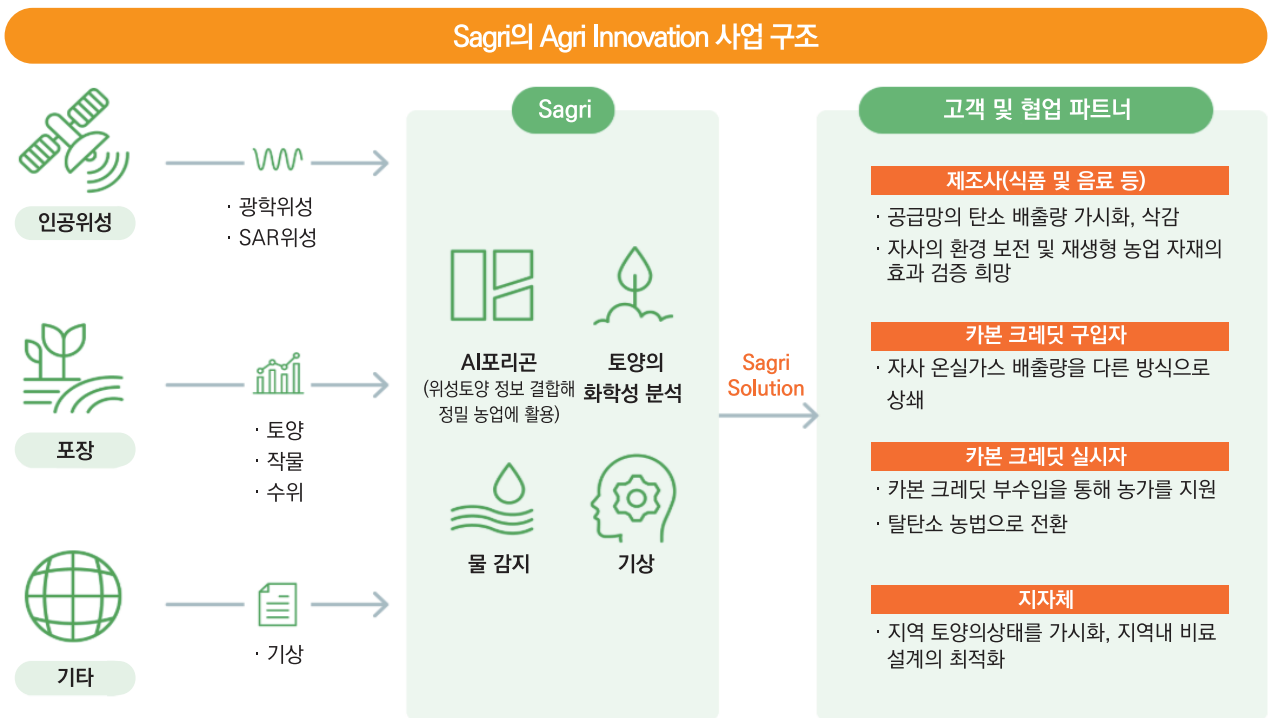 Sagri의 Agri Innovation 사업 구조
인공위성
· 광학위성
· SAR위성
포장
· 토양
· 작물
· 수위
기타
· 기상
Sagri
AI포리곤
(위성토양 정보 결합해
정밀 농업에 활용)
토양의
화학성 분석
물 감지
기상
Sagri
Solution
고객 및 협업 파트너
제조사(식품 및 음료 등)
· 공급망의 탄소 배출량 가시화, 삭감
· 자사의 환경 보전 및 재생형 농업 자재의
효과 검증 희망
카본 크레딧 구입자
· 자사 온실가스 배출량을 다른 방식으로
상쇄
카본 크레딧 실시자
· 카본 크레딧 부수입을 통해 농가를 지원
· 탈탄소 농법으로 전환
지자체
· 지역 토양의상태를 가시화, 지역내 비료
설계의 최적화